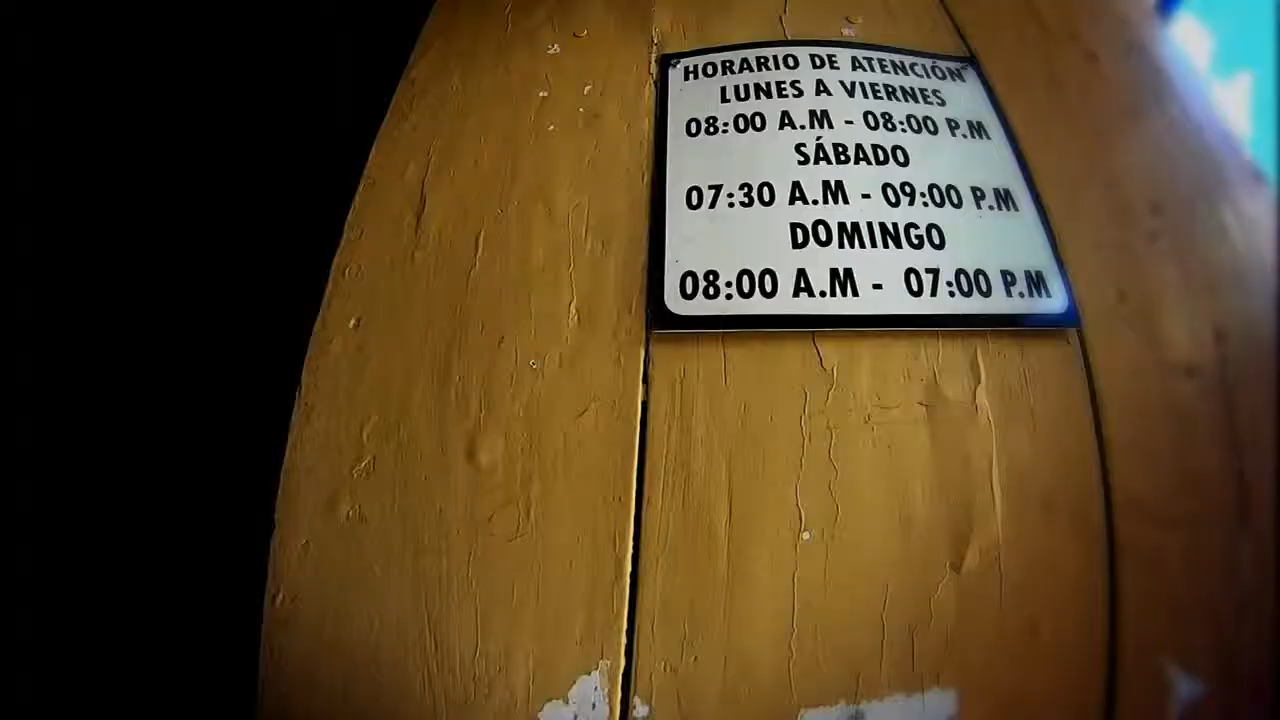 HORARIO DE ATENCIÓN
LUNES A VIERNES
08:00 A.M - 08:00 P.M
SÁBADO
07:30 A.M - 09:00 P.M
DOMINGO
08:00 A.M - 07:00 P.M